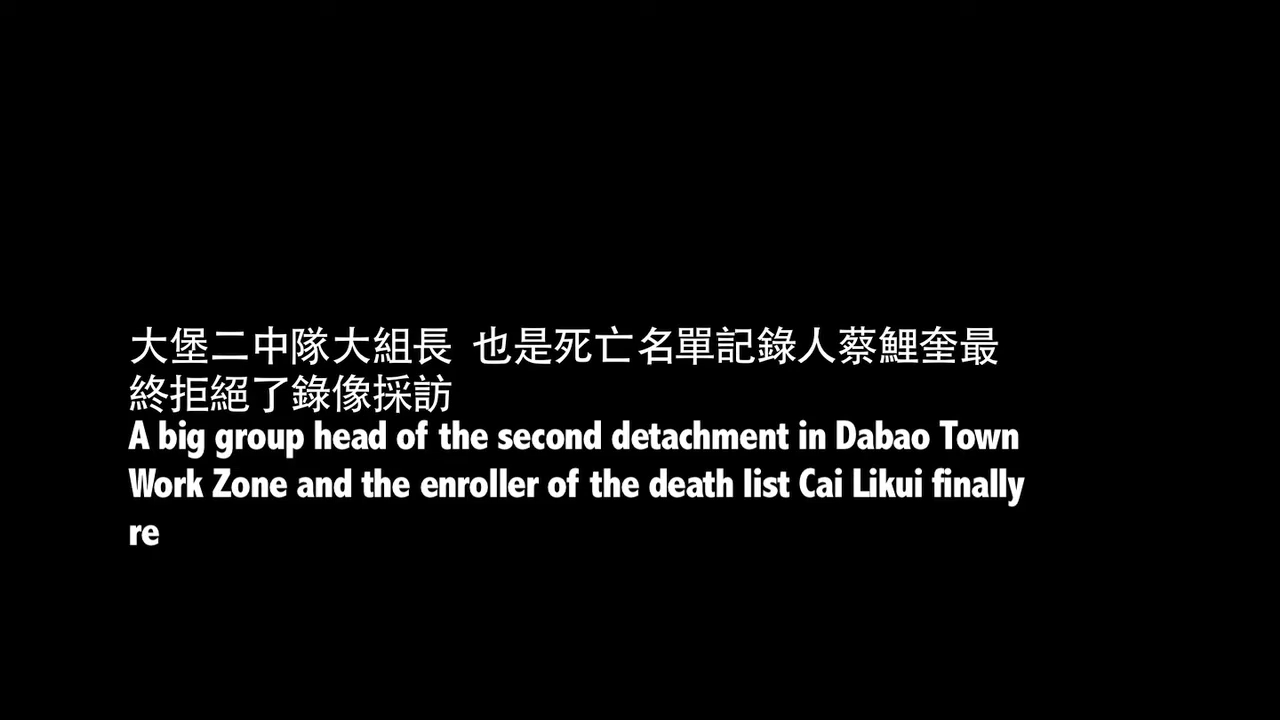 大堡二中隊大組長 也是死亡名單記錄人蔡鯉奎最
終拒絕了錄像採訪
A big group head of the second detachment in Dabao Town
Work Zone and the enroller of the death list Cai Likui finally
re